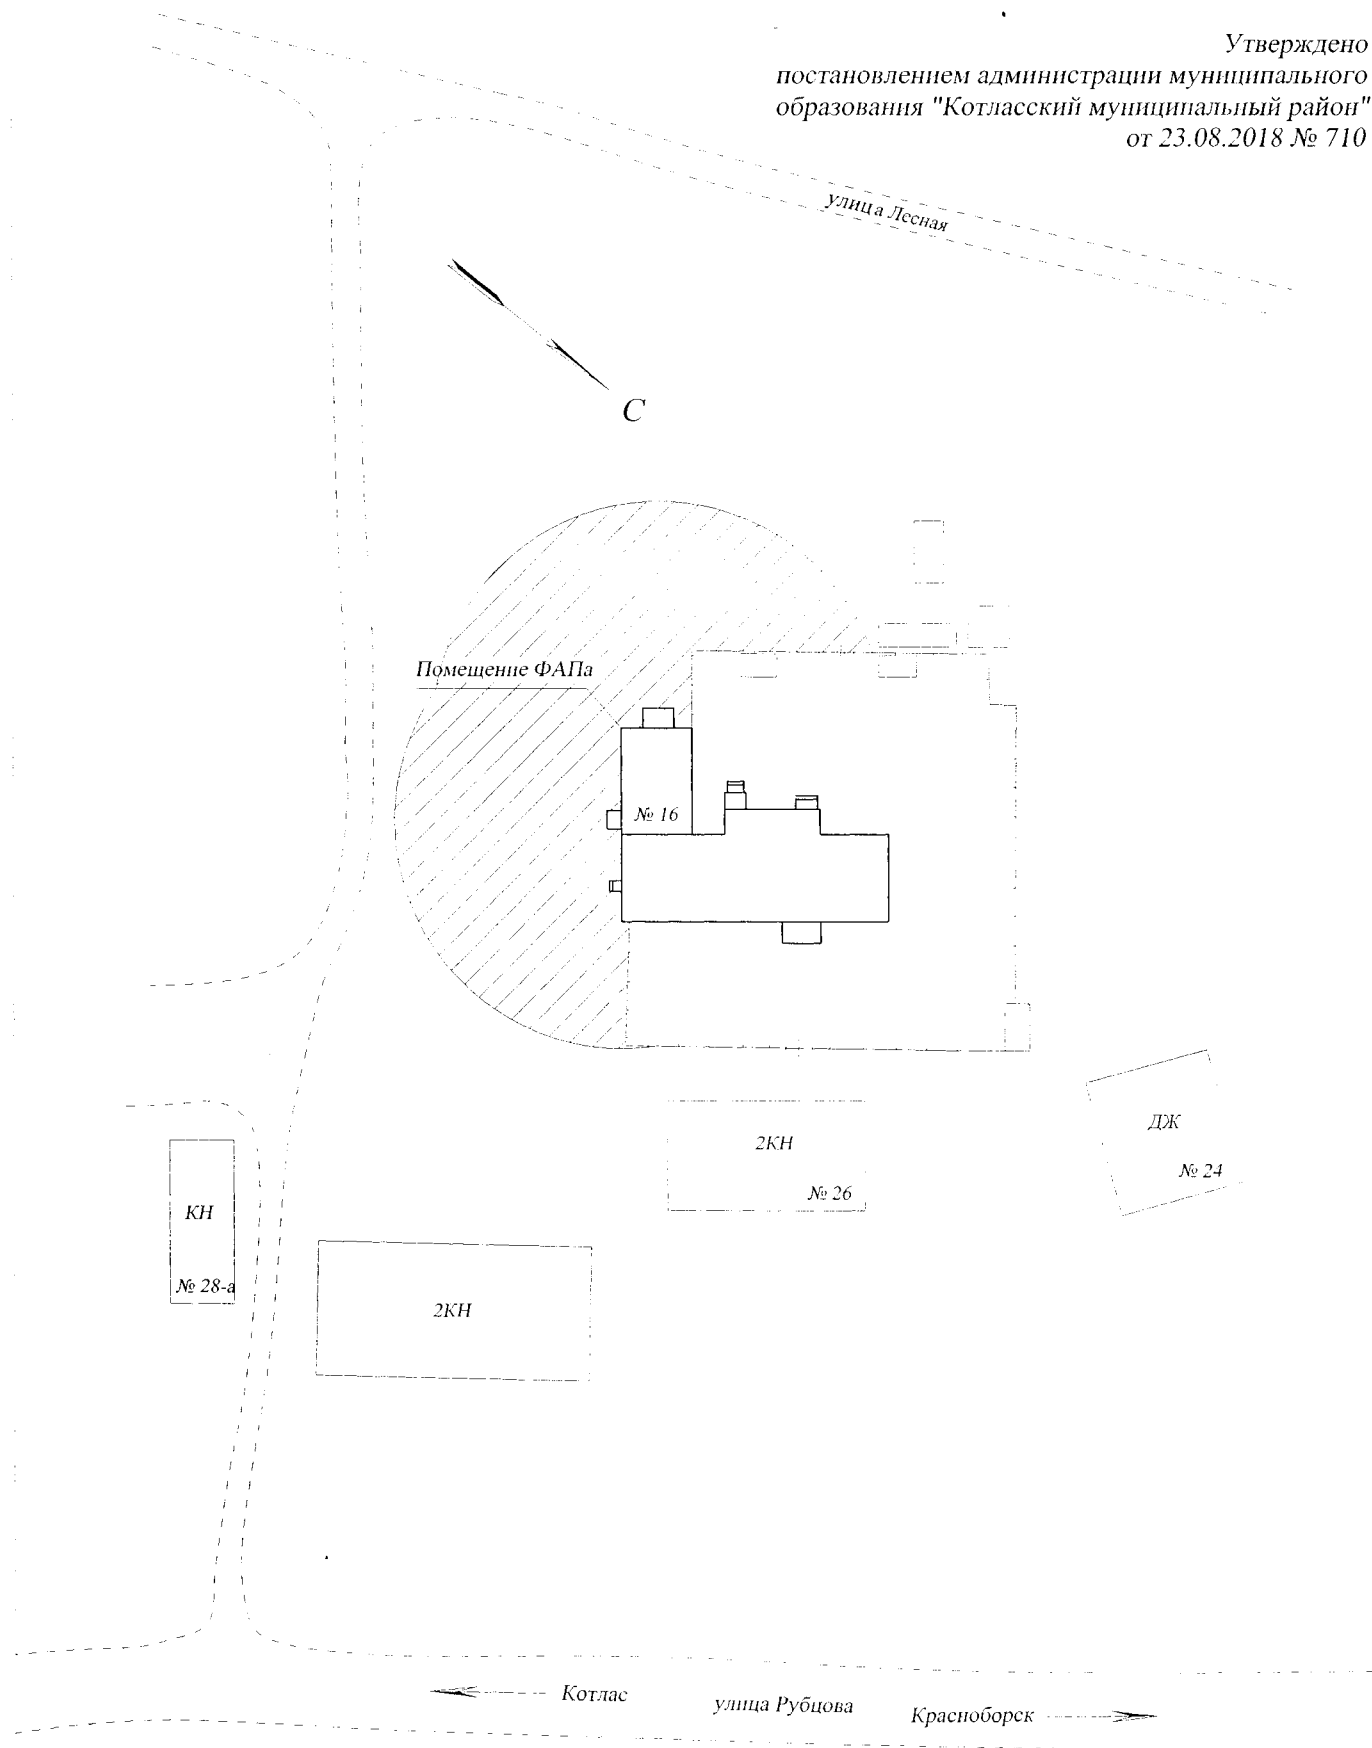 Утверждено
постановлением администрации муниципального
образования "Котласский муниципальный район"
от 23.08.2018 № 710
улица Лесная
С
Помещение ФАПа
№ 16
ДЖ
№ 24
2КН
№ 26
КН
№ 28-а
2КН
Котлас
улица Рубцова
Красноборск